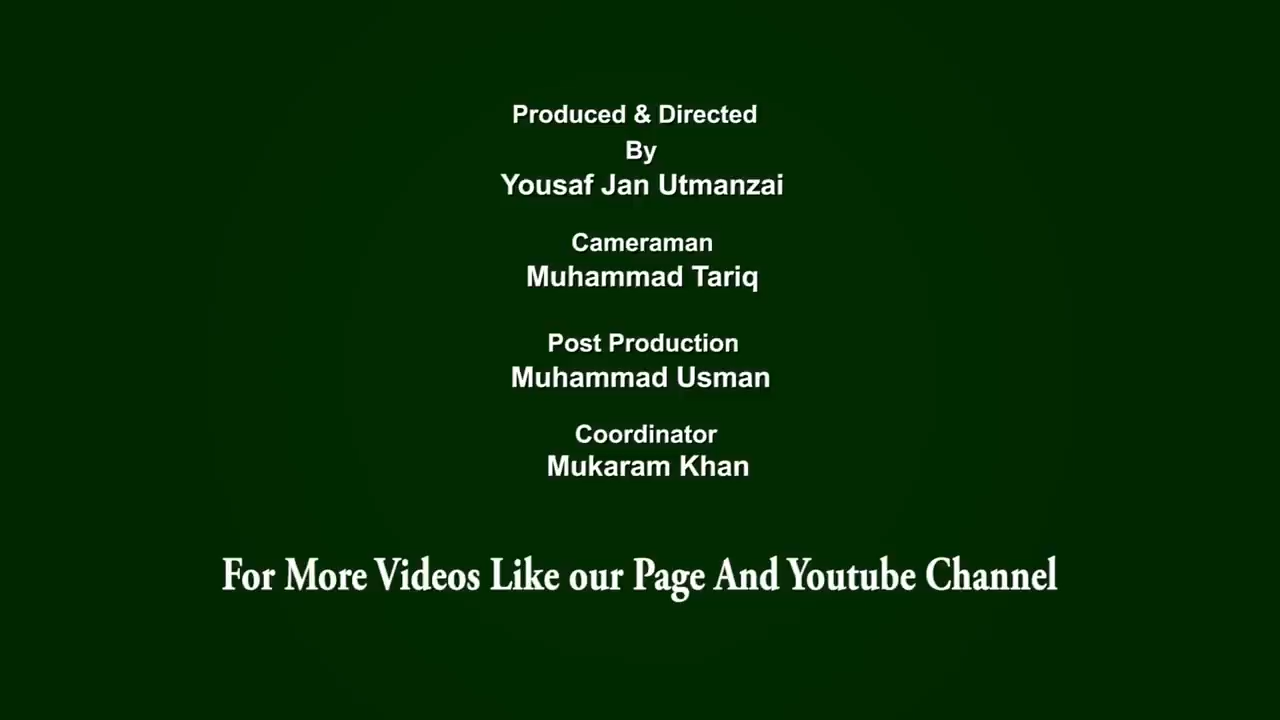 Produced & Directed
By
Yousaf Jan Utmanzai
Cameraman
Muhammad Tariq
Post Production
Muhammad Usman
Coordinator
Mukaram Khan
For More Videos Like our Page And Youtube Channel